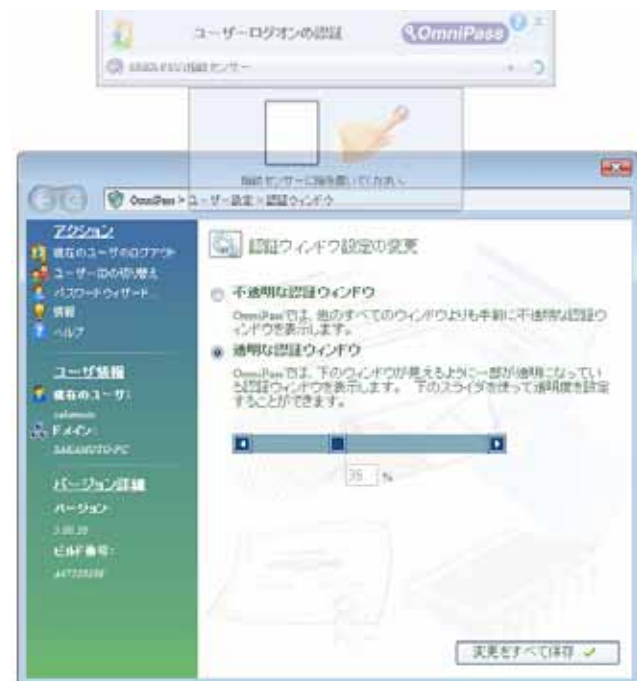 ユーザーログオンの認証
OmniPass
指紋センサーに指を置いてください
OmniPass > ユーザー設定 > 認証ウィンドウ
アクション
現在のユーザのログアウト
ユーザーIDの切り替え
パスワードウィザード...
情報
ヘルプ
ユーザ情報
現在のユーザ:
sakamoto
ドメイン:
SAKAMOTO-PC
バージョン詳細
バージョン:
ビルド番号:
認証ウィンドウ設定の変更
不透明な認証ウィンドウ
OmniPassでは、他のすべてのウィンドウよりも手前に不透明な認証ウ
ィンドウを表示します。
透明な認証ウィンドウ
OmniPassでは、下のウィンドウが見えるように一部が透明になってい
る認証ウィンドウを表示します。 下のスライダを使って透明度を設定
することができます。
35 %
変更をすべて保存